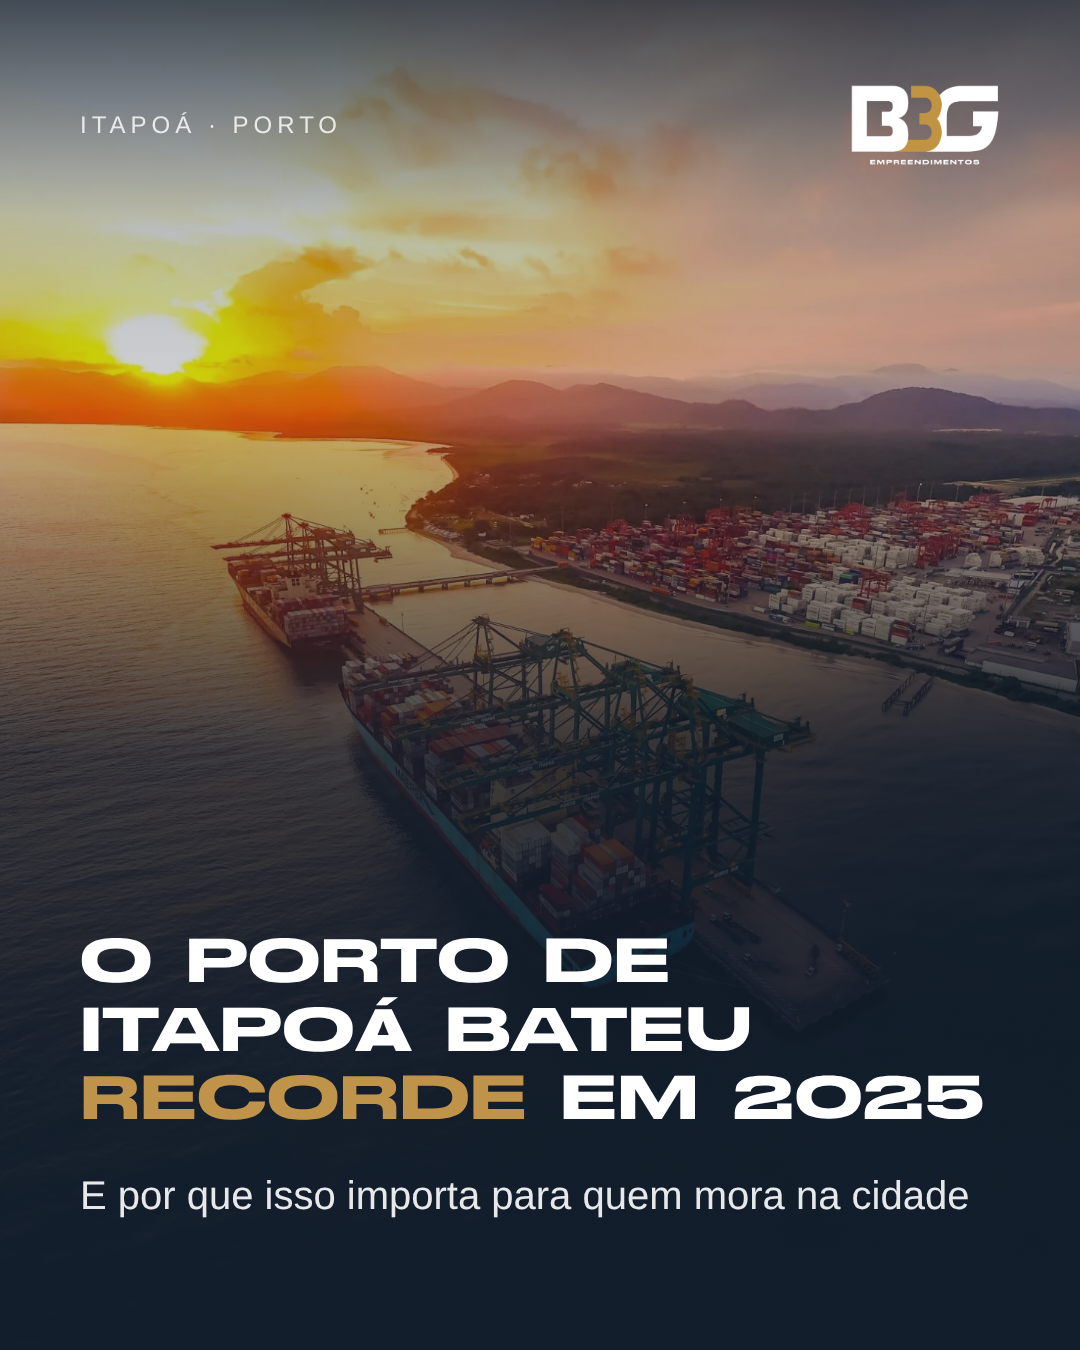 ITAPOÁ · PORTO
B3G
EMPREENDIMENTOS
O PORTO DE
ITAPOÁ BATEU
RECORDE EM 2025
E por que isso importa para quem mora na cidade